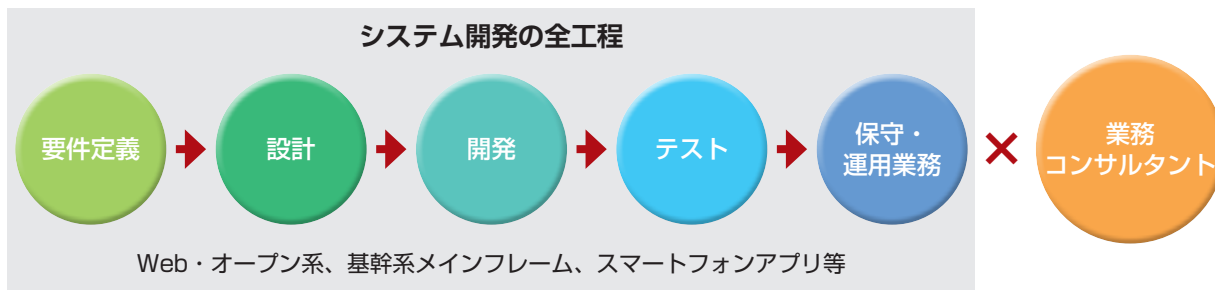 システム開発の全工程
要件定義
設計
開発
テスト
保守・
運用業務
×
業務
コンサルタント
Web・オープン系、基幹系メインフレーム、スマートフォンアプリ等